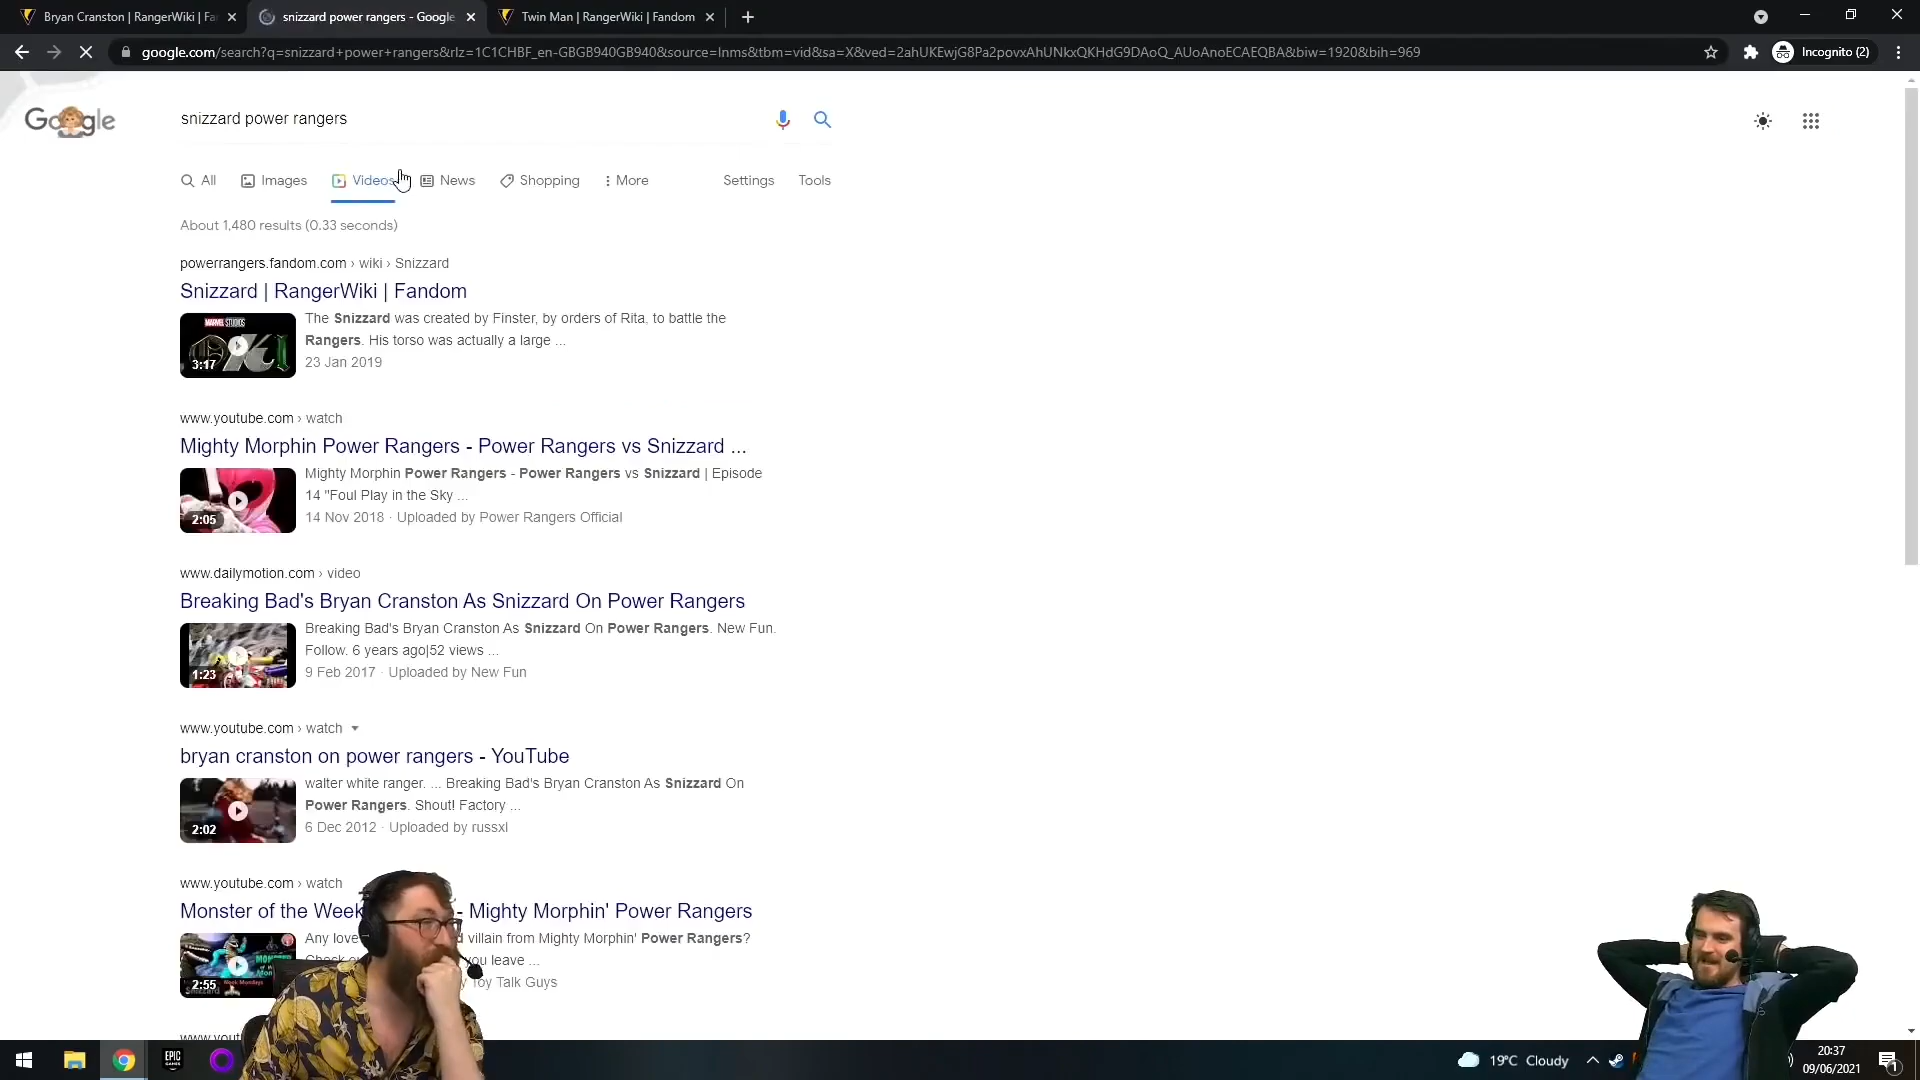 Bryan Cranston | RangerWiki | Fa
snizzard power rangers - Google
Twin Man | RangerWiki | Fandom
google.com/search?q=snizzard+power+rangers&rlz=1C1CHBF_en-GBGB940GB940&source=lnms&tbm=vid&sa=X&ved=2ahUKEwjG8Pa2povxAhUNkxQKHdG9DAoQ_AUoAnoECAEQBA&biw=1920&bih=969
Incognito (2)
Google
snizzard power rangers
All Images Videos News Shopping More Settings Tools
About 1,480 results (0.33 seconds)
powerrangers.fandom.com › wiki › Snizzard
Snizzard | RangerWiki | Fandom
MARVEL STUDIOS
3:17
The Snizzard was created by Finster, by orders of Rita, to battle the
Rangers. His torso was actually a large ...
23 Jan 2019
www.youtube.com › watch
Mighty Morphin Power Rangers - Power Rangers vs Snizzard ...
2:05
Mighty Morphin Power Rangers - Power Rangers vs Snizzard | Episode
14 "Foul Play in the Sky ...
14 Nov 2018 · Uploaded by Power Rangers Official
www.dailymotion.com › video
Breaking Bad's Bryan Cranston As Snizzard On Power Rangers
1:23
Breaking Bad's Bryan Cranston As Snizzard On Power Rangers. New Fun.
Follow. 6 years ago|52 views ...
9 Feb 2017 · Uploaded by New Fun
www.youtube.com › watch
bryan cranston on power rangers - YouTube
2:02
walter white ranger. ... Breaking Bad's Bryan Cranston As Snizzard On
Power Rangers. Shout! Factory ...
6 Dec 2012 · Uploaded by russxl
www.youtube.com › watch
Monster of the Week - Mighty Morphin' Power Rangers
2:55
Any love villain from Mighty Morphin' Power Rangers?
you leave ...
Toy Talk Guys
EPIC GAMES
19°C Cloudy
20:37
09/06/2021
1